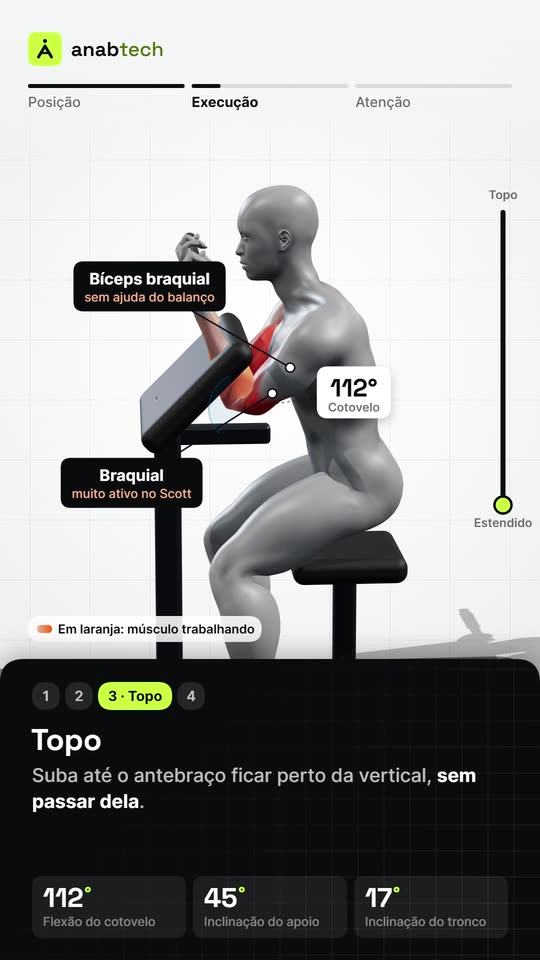 anabtech
Posição
Execução
Atenção
Topo
Bíceps braquial
sem ajuda do balanço
112°
Cotovelo
Braquial
muito ativo no Scott
Estendido
Em laranja: músculo trabalhando
1
2
3 · Topo
4
Topo
Suba até o antebraço ficar perto da vertical, sem
passar dela.
112°
Flexão do cotovelo
45°
Inclinação do apoio
17°
Inclinação do tronco